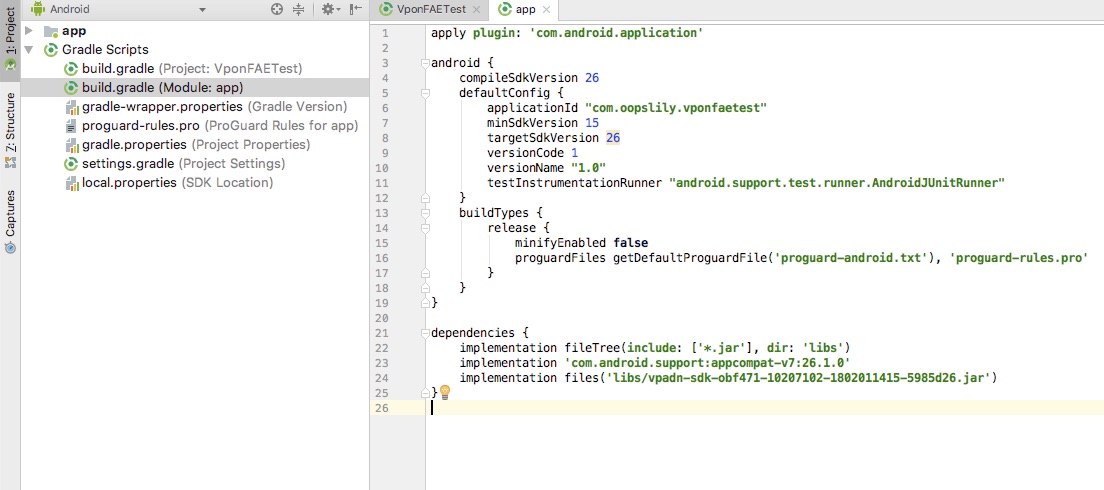 1: Project
Z: Structure
Captures
Android
app
Gradle Scripts
build.gradle (Project: VponFAETest)
build.gradle (Module: app)
gradle-wrapper.properties (Gradle Version)
proguard-rules.pro (ProGuard Rules for app)
gradle.properties (Project Properties)
settings.gradle (Project Settings)
local.properties (SDK Location)
VponFAETest
app
1 apply plugin: 'com.android.application'
2
3 android {
4 compileSdkVersion 26
5 defaultConfig {
6 applicationId "com.oopslily.vponfaetest"
7 minSdkVersion 15
8 targetSdkVersion 26
9 versionCode 1
10 versionName "1.0"
11 testInstrumentationRunner "android.support.test.runner.AndroidJUnitRunner"
12 }
13 buildTypes {
14 release {
15 minifyEnabled false
16 proguardFiles getDefaultProguardFile('proguard-android.txt'), 'proguard-rules.pro'
17 }
18 }
19 }
20
21 dependencies {
22 implementation fileTree(include: ['*.jar'], dir: 'libs')
23 implementation 'com.android.support:appcompat-v7:26.1.0'
24 implementation files('libs/vpadn-sdk-obf471-10207102-1802011415-5985d26.jar')
25 }
26